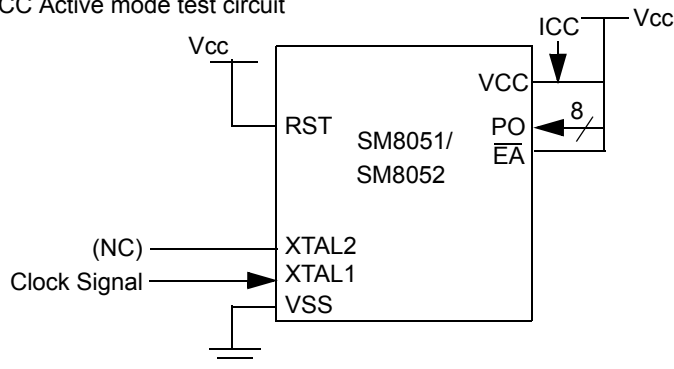 CC Active mode test circuit
ICC
Vcc
Vcc
VCC
8
RST
PO
SM8051/
EA
SM8052
(NC)
XTAL2
Clock Signal
XTAL1
VSS